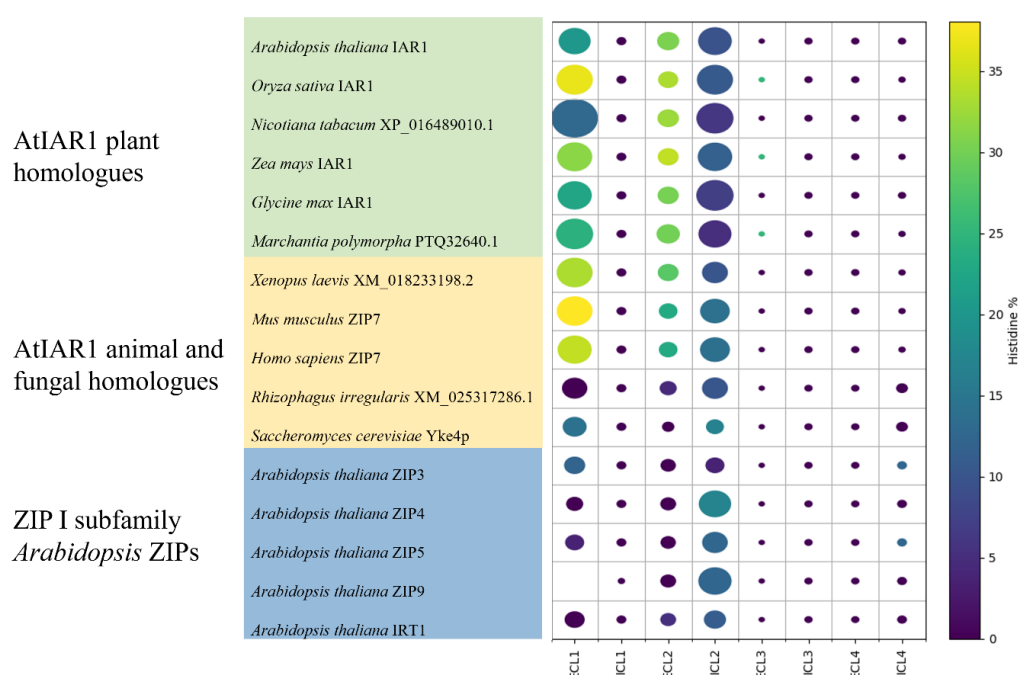 AtIAR1 plant
homologues
Arabidopsis thaliana IAR1
Oryza sativa IAR1
Nicotiana tabacum XP_016489010.1
Zea mays IAR1
Glycine max IAR1
Marchantia polymorpha PTQ32640.1
AtIAR1 animal and
fungal homologues
Xenopus laevis XM_018233198.2
Mus musculus ZIP7
Homo sapiens ZIP7
Rhizophagus irregularis XM_025317286.1
Saccheromyces cerevisiae Yke4p
ZIP I subfamily
Arabidopsis ZIPs
Arabidopsis thaliana ZIP3
Arabidopsis thaliana ZIP4
Arabidopsis thaliana ZIP5
Arabidopsis thaliana ZIP9
Arabidopsis thaliana IRT1
ECL1
ICL1
ECL2
ICL2
ECL3
ICL3
ECL4
ICL4
35
30
25
20
15
10
5
0
Histidine %